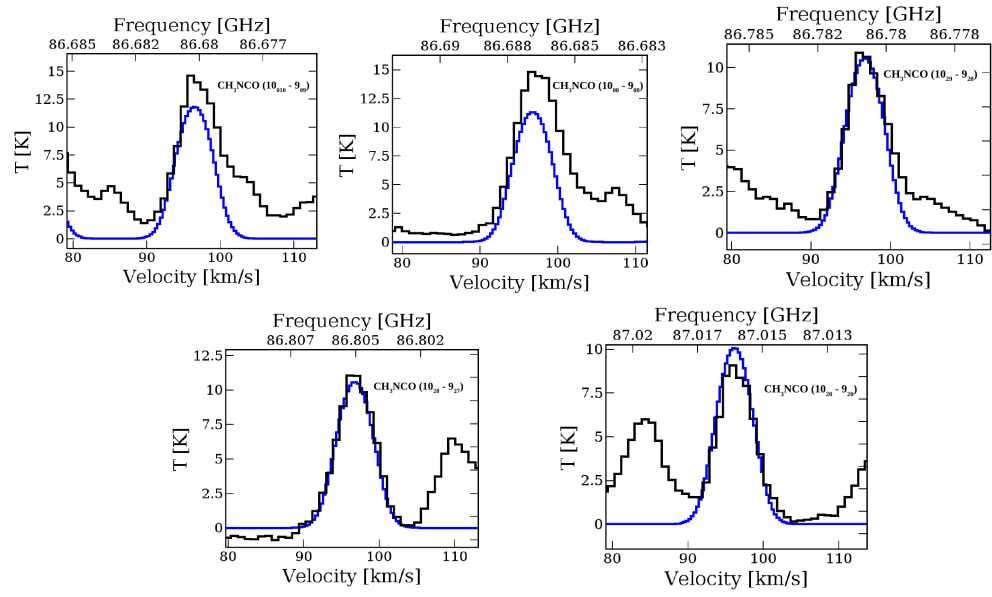 Frequency [GHz]
86.685 86.682 86.68 86.677
CH₃NCO (10₀₁₀ - 9₀₉)
T [K]
15
12.5
10
7.5
5
2.5
0
80 90 100 110
Velocity [km/s]
Frequency [GHz]
86.69 86.688 86.685 86.683
CH₃NCO (10₀₀ - 9₀₀)
T [K]
15
12.5
10
7.5
5
2.5
0
80 90 100 110
Velocity [km/s]
Frequency [GHz]
86.785 86.782 86.78 86.778
CH₃NCO (10₂₉ - 9₂₈)
T [K]
10
7.5
5
2.5
0
80 90 100 110
Velocity [km/s]
Frequency [GHz]
86.807 86.805 86.802
CH₃NCO (10₂₈ - 9₂₇)
T [K]
12.5
10
7.5
5
2.5
0
80 90 100 110
Velocity [km/s]
Frequency [GHz]
87.02 87.017 87.015 87.013
CH₃NCO (10₂₀ - 9₂₀)
T [K]
10
7.5
5
2.5
0
80 90 100 110
Velocity [km/s]